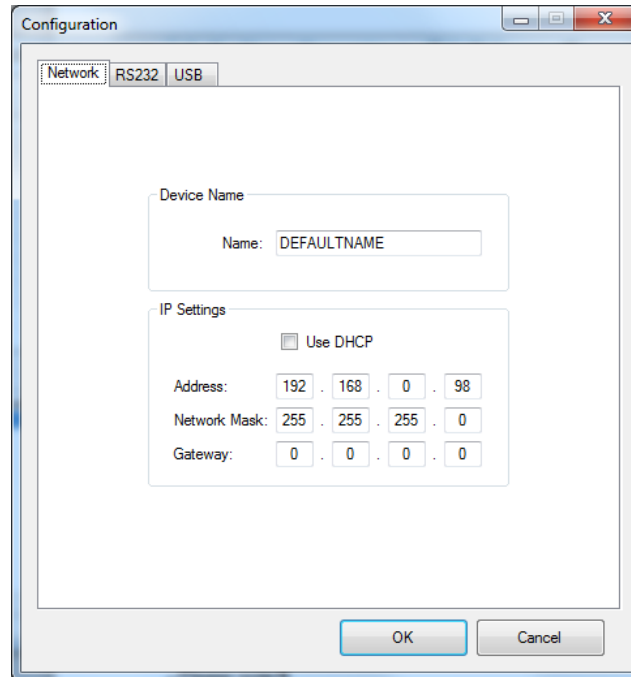 Configuration
Network RS232 USB
Device Name
Name: DEFAULTNAME
IP Settings
Use DHCP
Address: 192 . 168 . 0 . 98
Network Mask: 255 . 255 . 255 . 0
Gateway: 0 . 0 . 0 . 0
OK Cancel